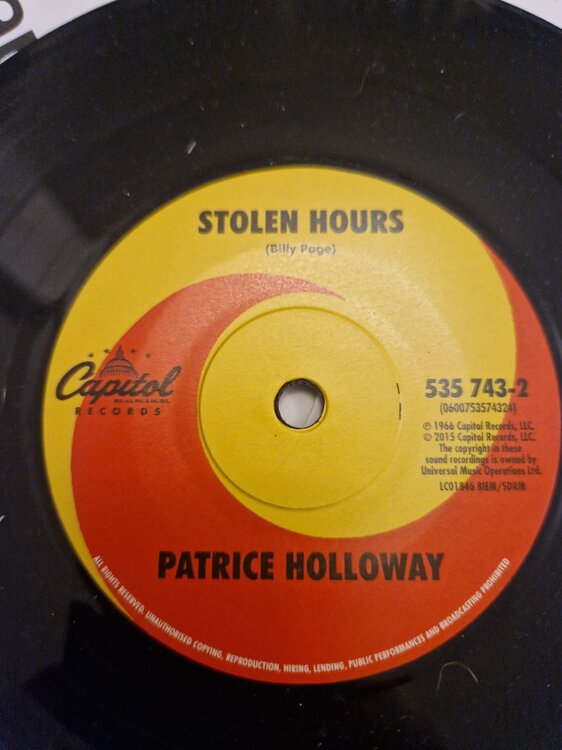 STOLEN HOURS
(Billy Page)
Capitol
RECORDS
535 743-2
(0600753574324)
℗ 1966 Capitol Records, LLC.
© 2015 Capitol Records, LLC.
The copyright in these
sound recordings is owned by
Universal Music Operations Ltd.
LC01846 BIEM/SDRM
PATRICE HOLLOWAY
ALL RIGHTS RESERVED. UNAUTHORISED COPYING, REPRODUCTION, HIRING, LENDING, PUBLIC PERFORMANCES AND BROADCASTING PROHIBITED